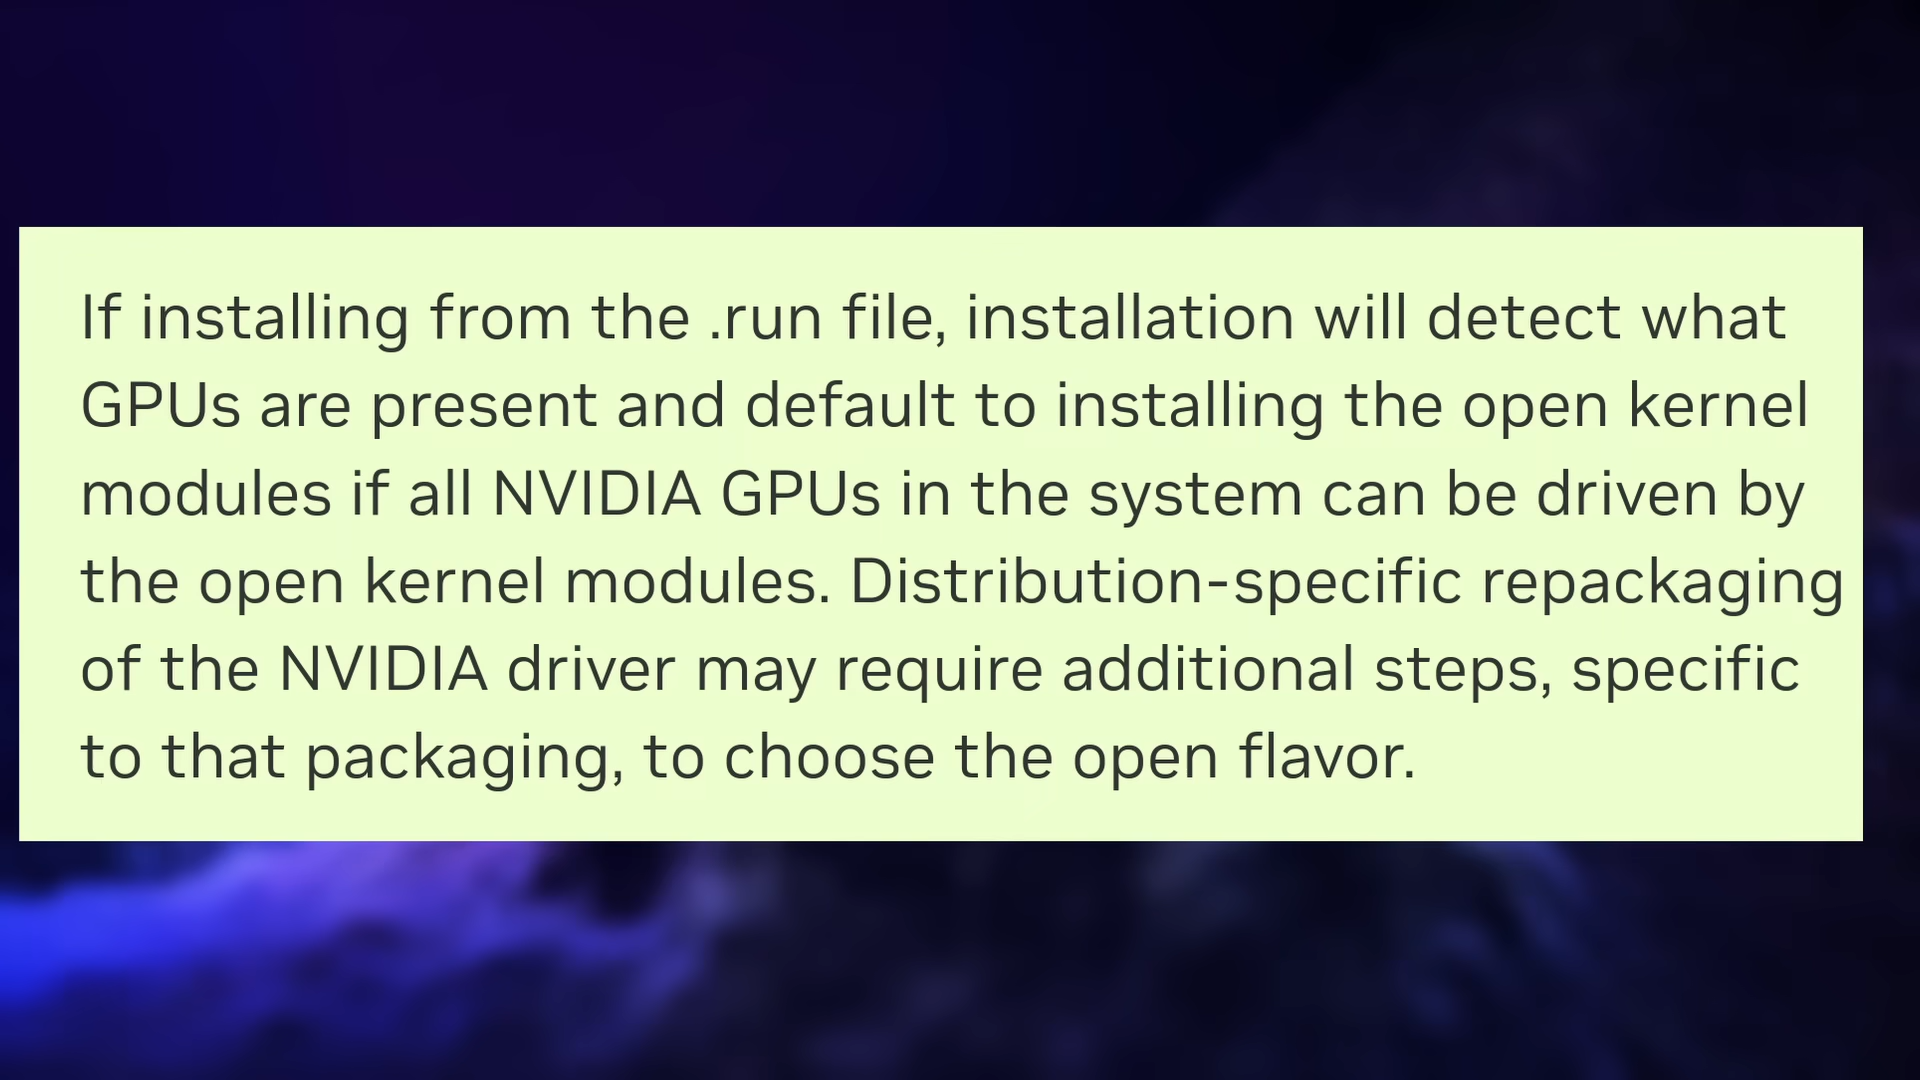 If installing from the .run file, installation will detect what
GPUs are present and default to installing the open kernel
modules if all NVIDIA GPUs in the system can be driven by
the open kernel modules. Distribution-specific repackaging
of the NVIDIA driver may require additional steps, specific
to that packaging, to choose the open flavor.